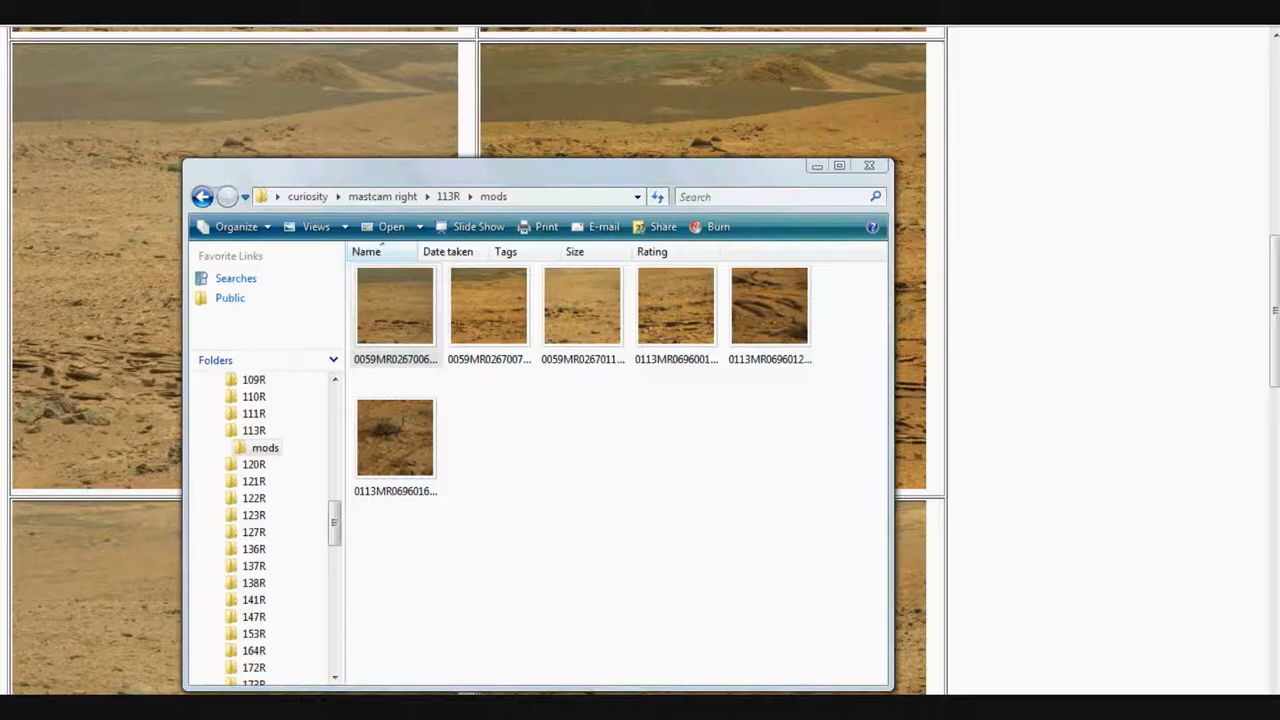 curiosity mastcam right 113R mods Search
Organize Views Open Slide Show Print E-mail Share Burn
Favorite Links
Searches
Public
Name Date taken Tags Size Rating
0059MR0267006... 0059MR0267007... 0059MR0267011... 0113MR0696001... 0113MR0696012...
0113MR0696016...
Folders
109R
110R
111R
113R
mods
120R
121R
122R
123R
127R
136R
137R
138R
141R
147R
153R
164R
172R
173R